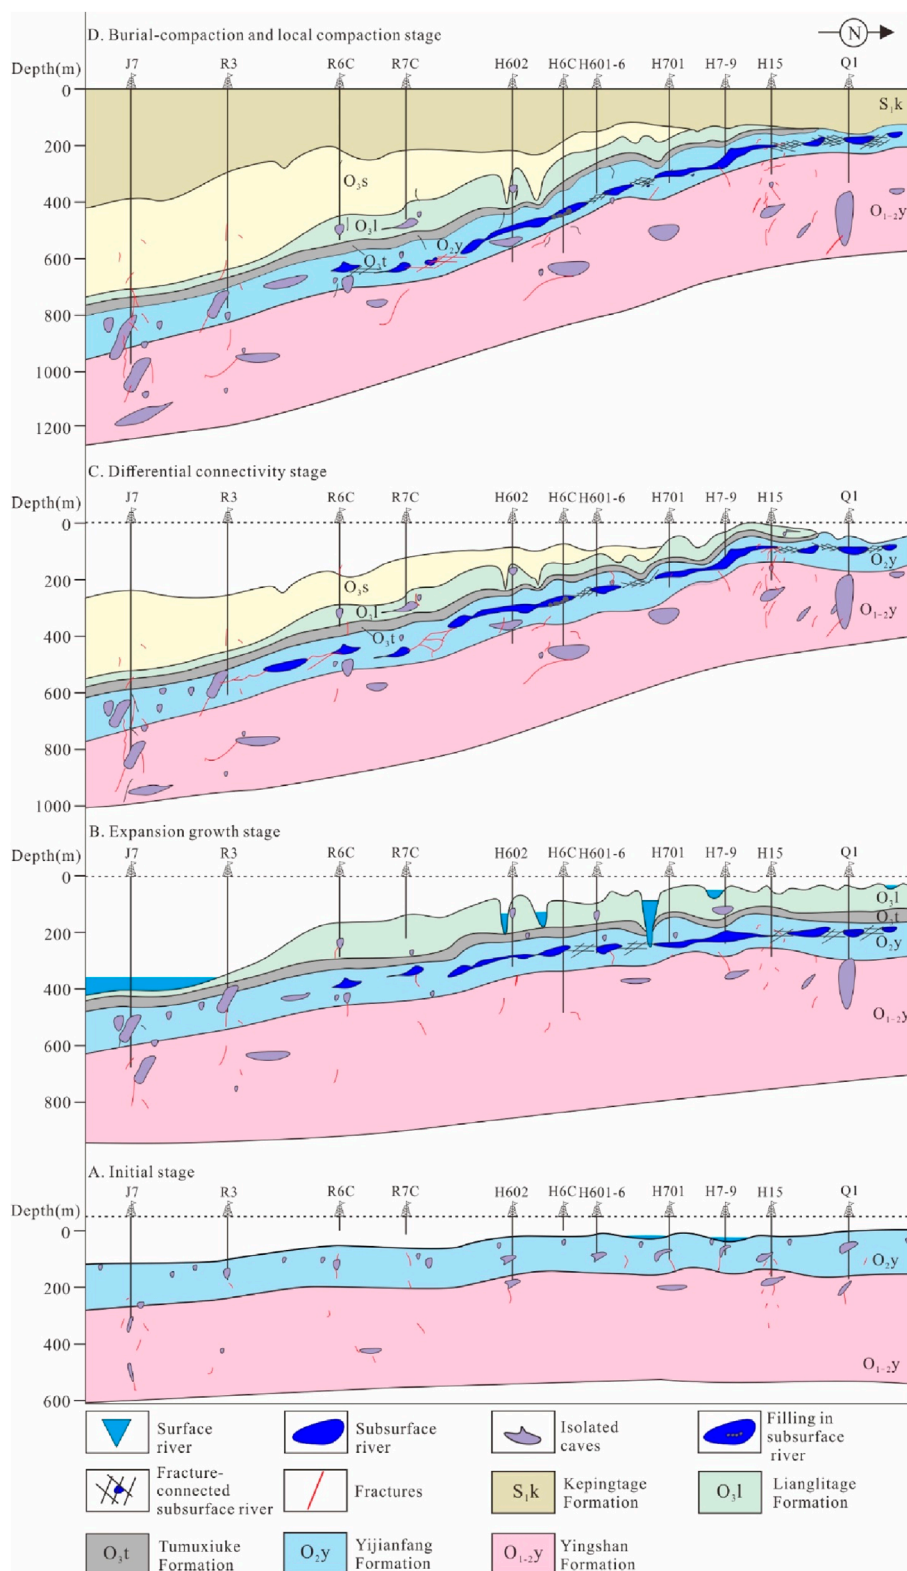 D. Burial-compaction and local compaction stage
N
Depth(m) J7 R3 R6C R7C H602 H6C H601-6 H701 H7-9 H15 Q1
0
S₁k
200
O₃s
400
O₃l
O₂y
O₃t
O₁₋₂y
600
800
1000
1200
C. Differential connectivity stage
Depth(m) J7 R3 R6C R7C H602 H6C H601-6 H701 H7-9 H15 Q1
0
O₂y
200
O₃s
O₃l
O₁₋₂y
400
O₃t
600
800
1000
B. Expansion growth stage
Depth(m) J7 R3 R6C R7C H602 H6C H601-6 H701 H7-9 H15 Q1
0
O₃l
O₃t
200
O₂y
400
O₁₋₂y
600
800
A. Initial stage
Depth(m) J7 R3 R6C R7C H602 H6C H601-6 H701 H7-9 H15 Q1
0
O₂y
200
400
O₁₋₂y
600
Surface
river
Subsurface
river
Isolated
caves
Filling in
subsurface
river
Fracture-
connected
subsurface river
Fractures
S₁k Kepingtage
Formation
O₃l Lianglitage
Formation
O₃t Tumuxiuke
Formation
O₂y Yijianfang
Formation
O₁₋₂y Yingshan
Formation